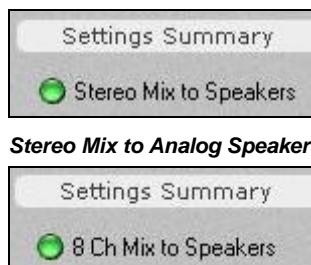 Settings Summary
Stereo Mix to Speakers
Stereo Mix to Analog Speaker
Settings Summary
8 Ch Mix to Speakers